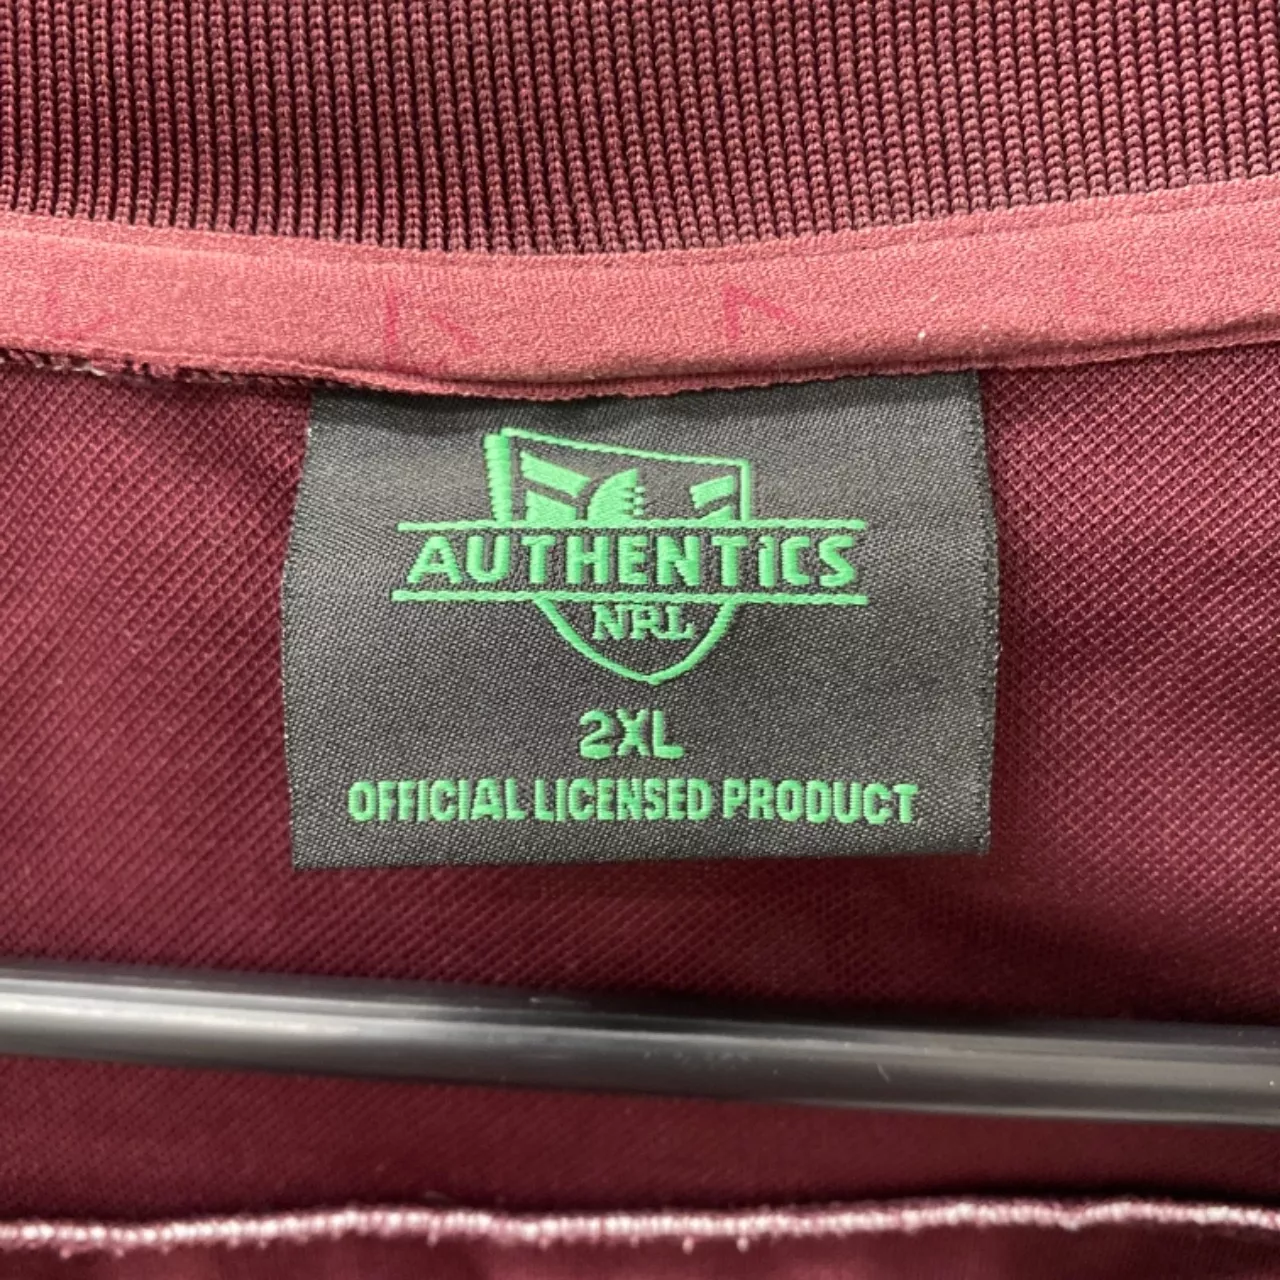 AUTHENTICS
NRL
2XL
OFFICIAL LICENSED PRODUCT